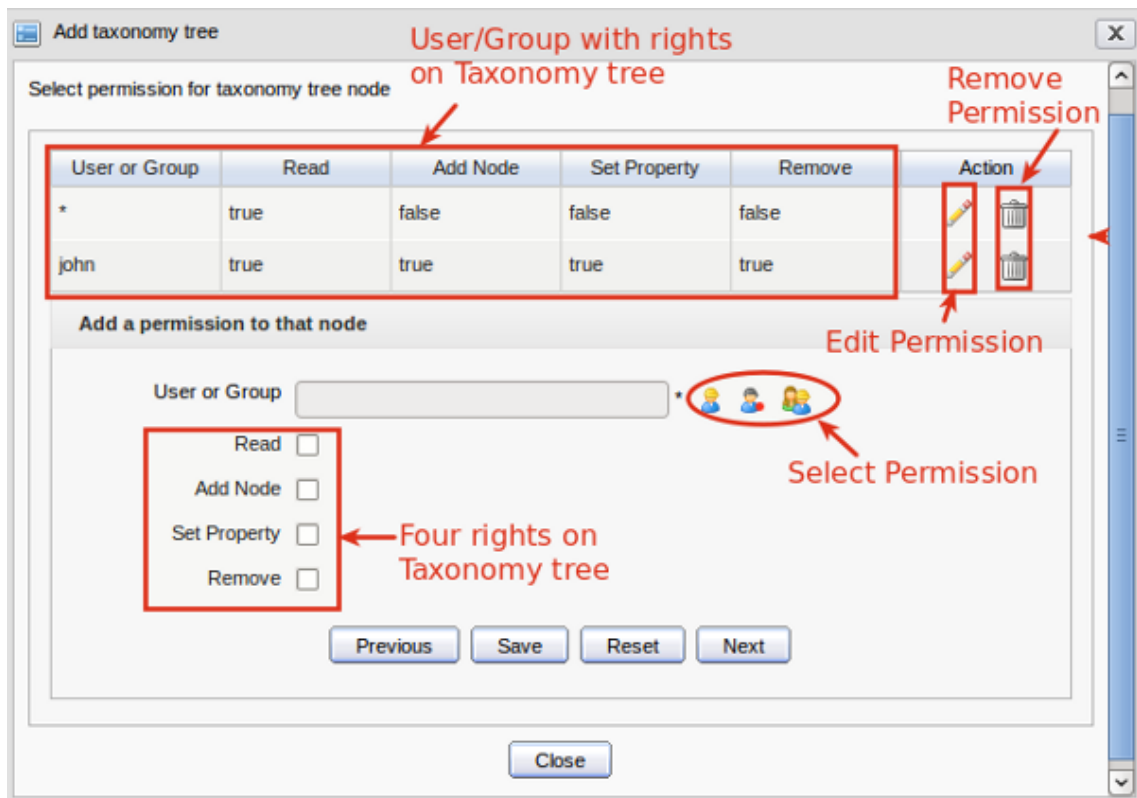 Add taxonomy tree
X
User/Group with rights
on Taxonomy tree
Select permission for taxonomy tree node
Remove
Permission
User or Group Read Add Node Set Property Remove Action
* true false false false
john true true true true
Add a permission to that node
Edit Permission
User or Group *
Select Permission
Read
Add Node
Set Property
Remove
Four rights on
Taxonomy tree
Previous Save Reset Next
Close